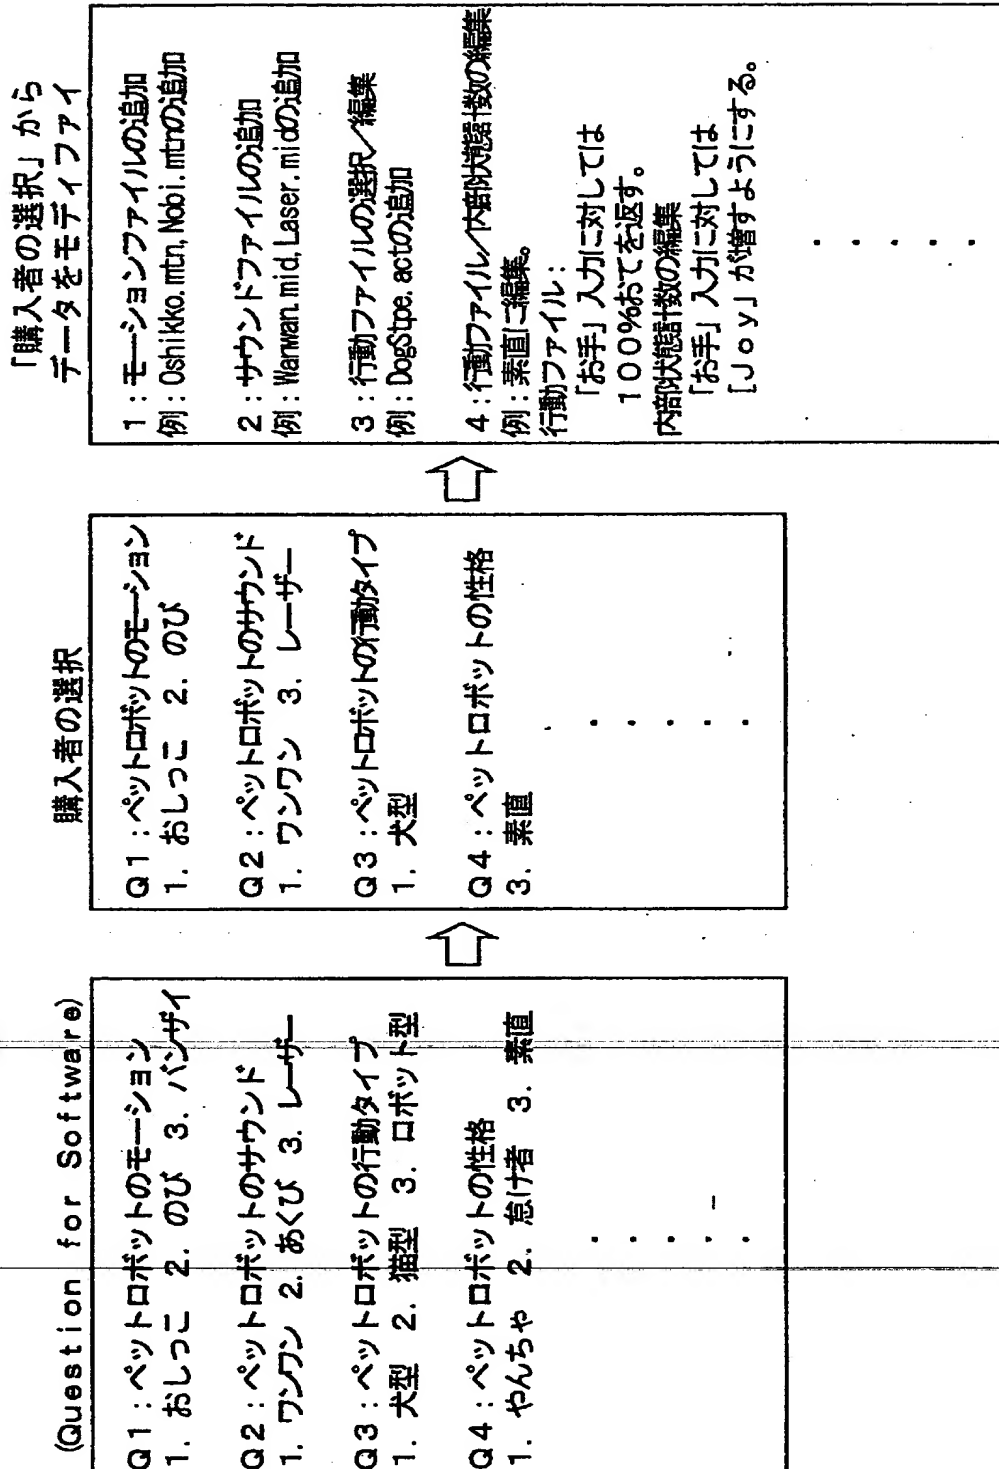 (Question for Software)
Q1：ペットロボットのモーション
1．おしっこ 2．のび 3．バンザイ
Q2：ペットロボットのサウンド
1．ワンワン 2．あくび 3．レーザー
Q3：ペットロボットの行動タイプ
1．犬型 2．猫型 3．ロボット型
Q4：ペットロボットの性格
1．やんちゃ 2．怠け者 3．素直
購入者の選択
Q1：ペットロボットのモーション
1．おしっこ 2．のび
Q2：ペットロボットのサウンド
1．ワンワン 3．レーザー
Q3：ペットロボットの行動タイプ
1．犬型
Q4：ペットロボットの性格
3．素直
「購入者の選択」から
データをモディファイ
1：モーションファイルの追加
例：Oshikko.mtn,Nobi.mtnの追加
2：サウンドファイルの追加
例：Wanwan.mid,Laser.midの追加
3：行動ファイルの選択／編集
例：DogStpe.actの追加
4：行動ファイル／内部状態計数の編集
例：素直に編集。
行動ファイル：
「お手」入力に対しては
100％おてを返す。
内部状態計数の編集
「お手」入力に対しては
[Joy」が増すようにする。